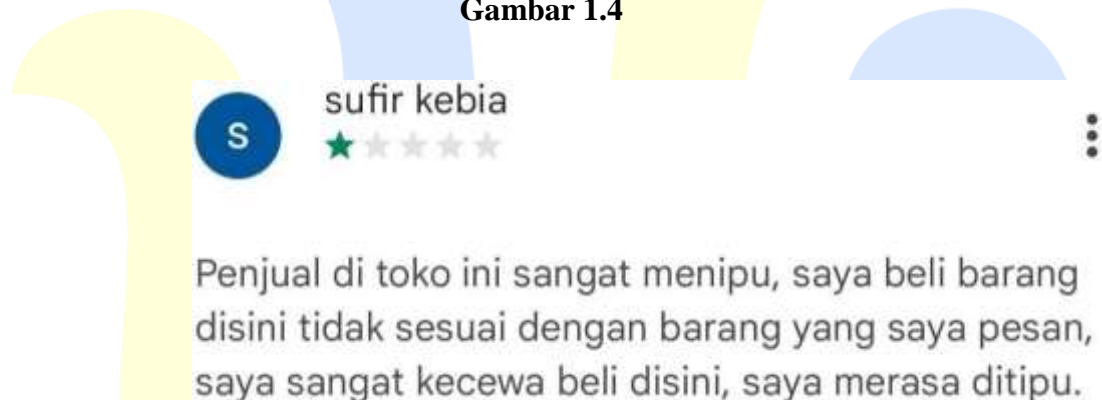 Gambar 1.4
S
sufir kebia
Penjual di toko ini sangat menipu, saya beli barang
disini tidak sesuai dengan barang yang saya pesan,
saya sangat kecewa beli disini, saya merasa ditipu.